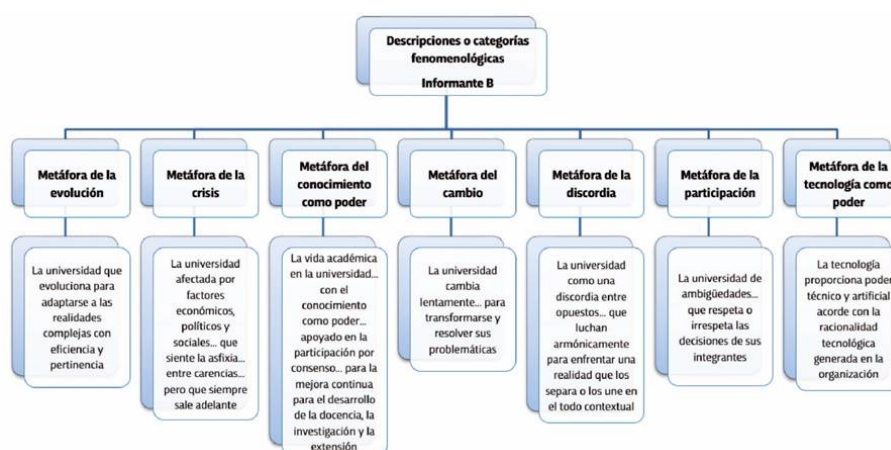 Descripciones o categorías
fenomenológicas
Informante B
Metáfora de la
evolución
Metáfora de la
crisis
Metáfora del
conocimiento
como poder
Metáfora del
cambio
Metáfora de la
discordia
Metáfora de la
participación
Metáfora de la
tecnología como
poder
La universidad que
evoluciona para
adaptarse a las
realidades
complejas con
eficiencia y
pertinencia
La universidad
afectada por
factores
económicos,
políticos y
sociales... que
siente la asfixia...
entre carencias...
pero que siempre
sale adelante
La vida académica
en la universidad...
con el
conocimiento
como poder...
apoyado en la
participación por
consenso... para la
mejora continua
para el desarrollo
de la docencia, la
investigación y la
extensión
La universidad
cambia
lentamente... para
transformarse y
resolver sus
problemáticas
La universidad
como una
discordia entre
opuestos... que
luchan
armónicamente
para enfrentar una
realidad que los
separa o los une en
el todo contextual
La universidad de
ambigüedades...
que respeta o
irrespeta las
decisiones de sus
integrantes
La tecnología
proporciona poder
técnico y artificial
acorde con la
racionalidad
tecnológica
generada en la
organización